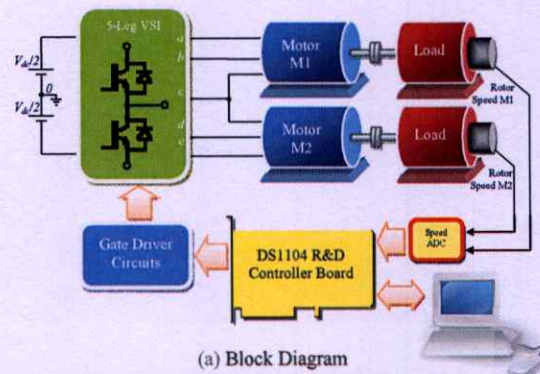 5-Leg VSI
a
b
c
d
e
Vdc/2
0
Vdc/2
Motor
M1
Load
Rotor
Speed M1
Motor
M2
Load
Rotor
Speed M2
Gate Driver
Circuits
DS1104 R&D
Controller Board
Speed
ADC
(a) Block Diagram